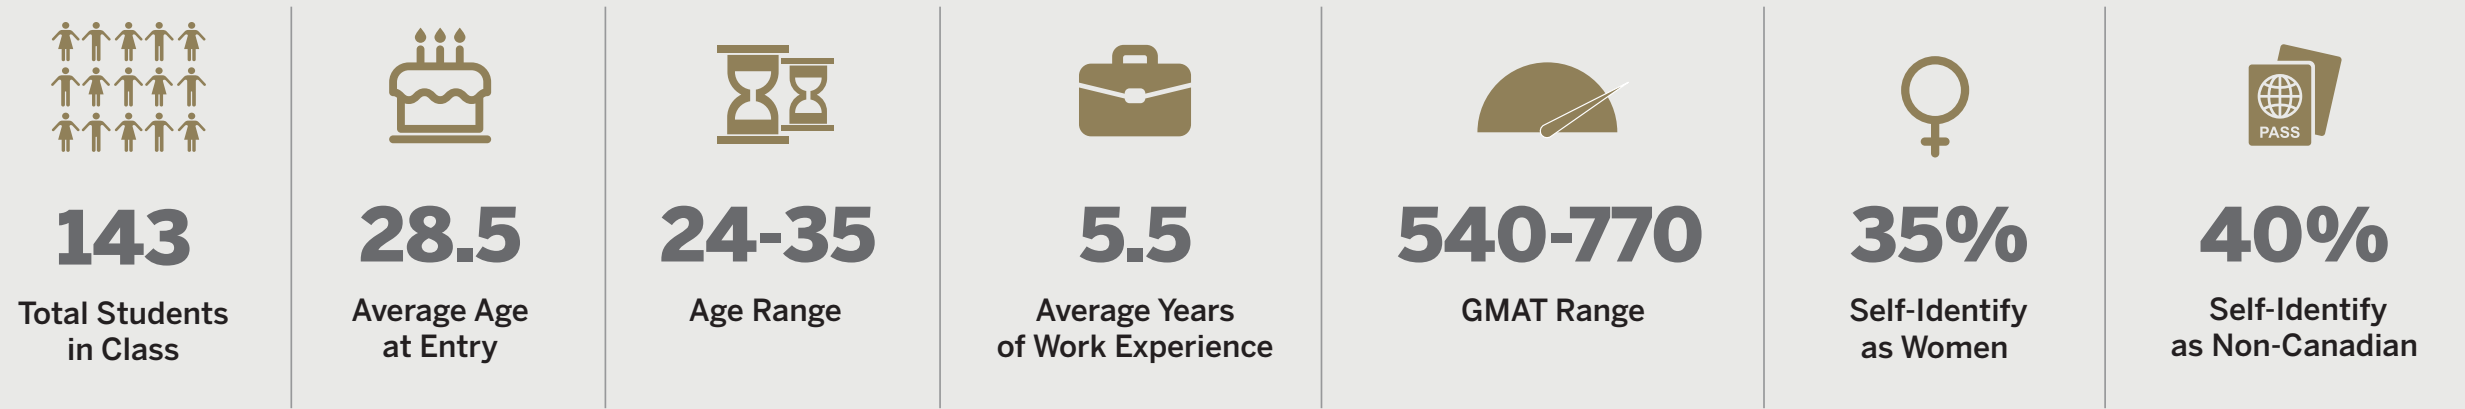 PASS
143
Total Students
in Class
28.5
Average Age
at Entry
24-35
Age Range
5.5
Average Years
of Work Experience
540-770
GMAT Range
35%
Self-Identify
as Women
40%
Self-Identify
as Non-Canadian